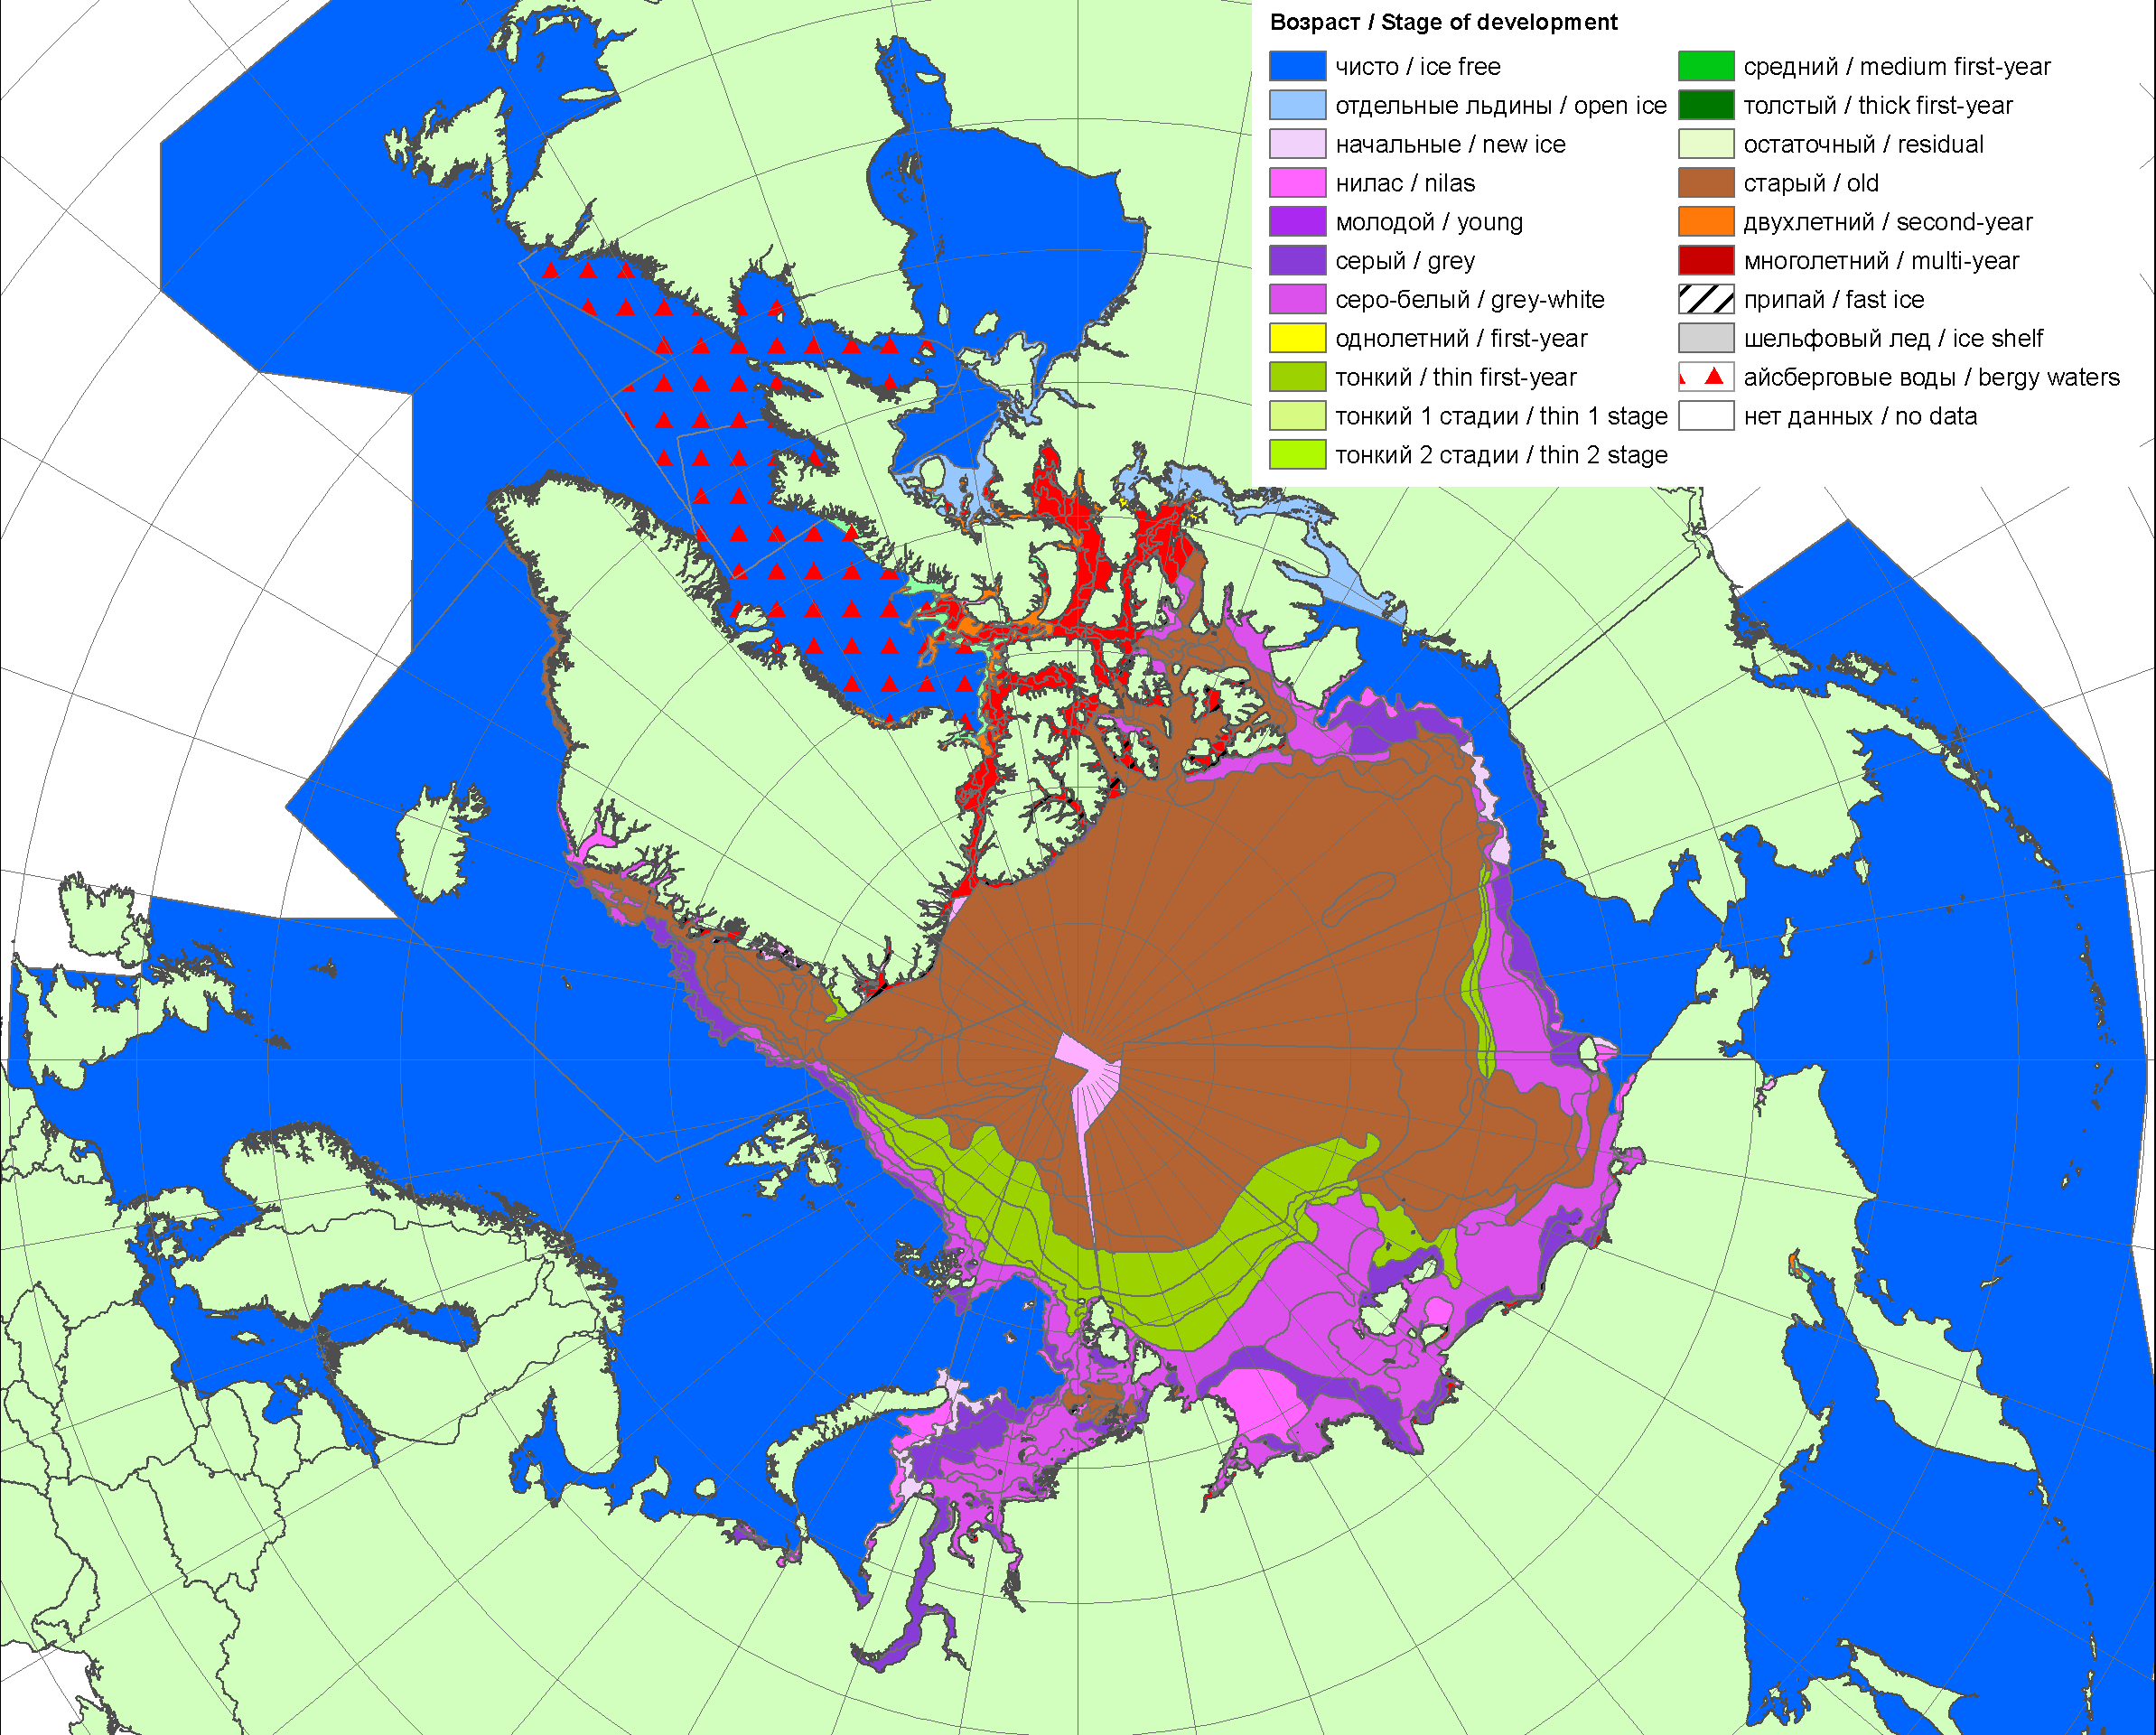 Возраст / Stage of development
чисто / ice free
отдельные льдины / open ice
начальные / new ice
нилас / nilas
молодой / young
серый / grey
серо-белый / grey-white
однолетний / first-year
тонкий / thin first-year
тонкий 1 стадии / thin 1 stage
тонкий 2 стадии / thin 2 stage
средний / medium first-year
толстый / thick first-year
остаточный / residual
старый / old
двухлетний / second-year
многолетний / multi-year
припай / fast ice
шельфовый лед / ice shelf
айсберговые воды / bergy waters
нет данных / no data